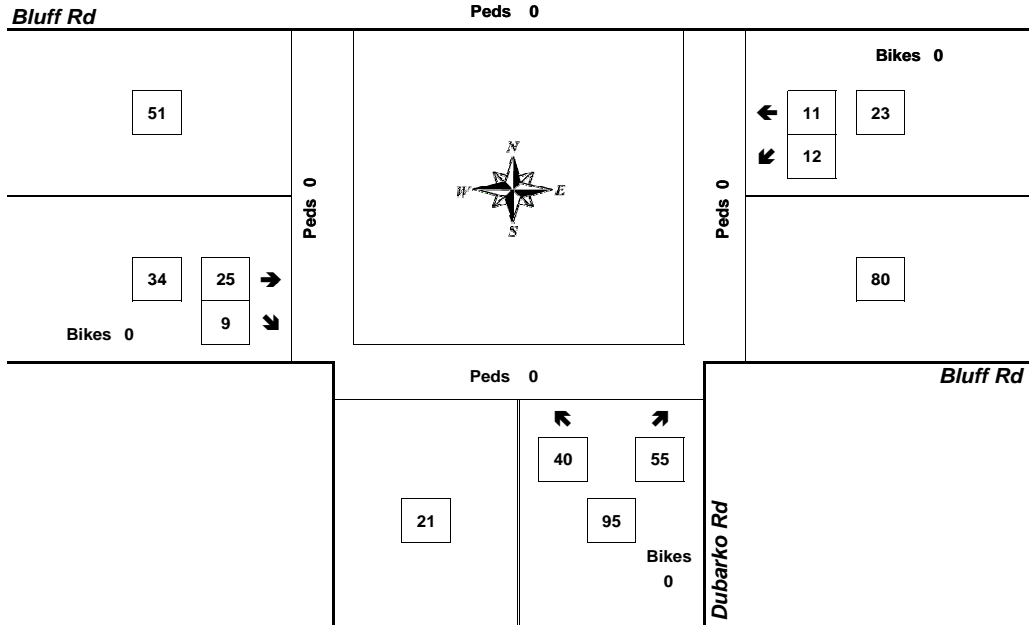 Bluff Rd
Peds 0
Bikes 0
51
11 23
12
N
W E
S
Peds 0
Peds 0
34 25
9
Bikes 0
80
Peds 0
Bluff Rd
40 55
21
95
Bikes
0
Dubarko Rd